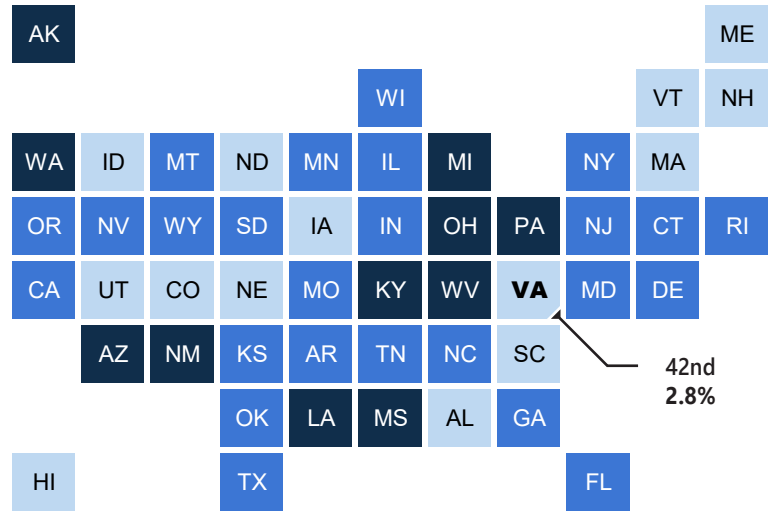 AK ME
WI VT NH
WA ID MT ND MN IL MI NY MA
OR NV WY SD IA IN OH PA NJ CT RI
CA UT CO NE MO KY WV VA MD DE
AZ NM KS AR TN NC SC
42nd
2.8%
OK LA MS AL GA
HI TX FL